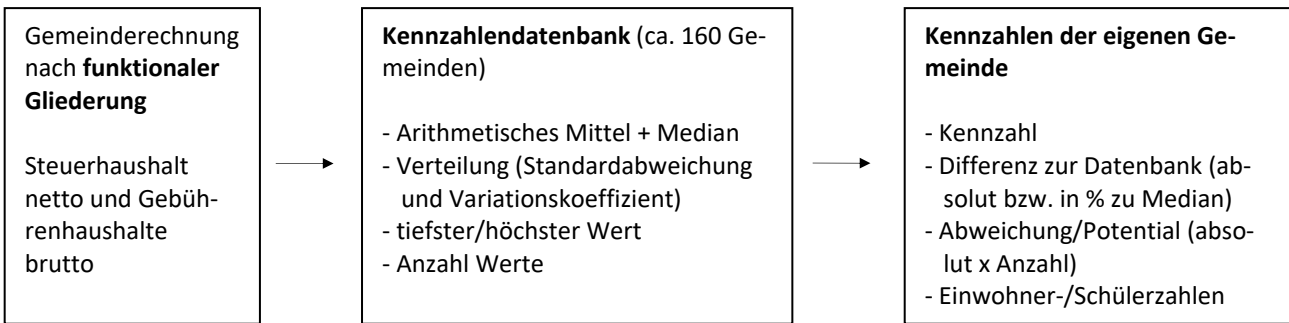 Gemeinderechnung
nach funktionaler
Gliederung
Steuerhaushalt
netto und Gebüh-
renhaushalte
brutto
Kennzahlendatenbank (ca. 160 Ge-
meinden)
- Arithmetisches Mittel + Median
- Verteilung (Standardabweichung
und Variationskoeffizient)
- tiefster/höchster Wert
- Anzahl Werte
Kennzahlen der eigenen Ge-
meinde
- Kennzahl
- Differenz zur Datenbank (ab-
solut bzw. in % zu Median)
- Abweichung/Potential (abso-
lut x Anzahl)
- Einwohner-/Schülerzahlen